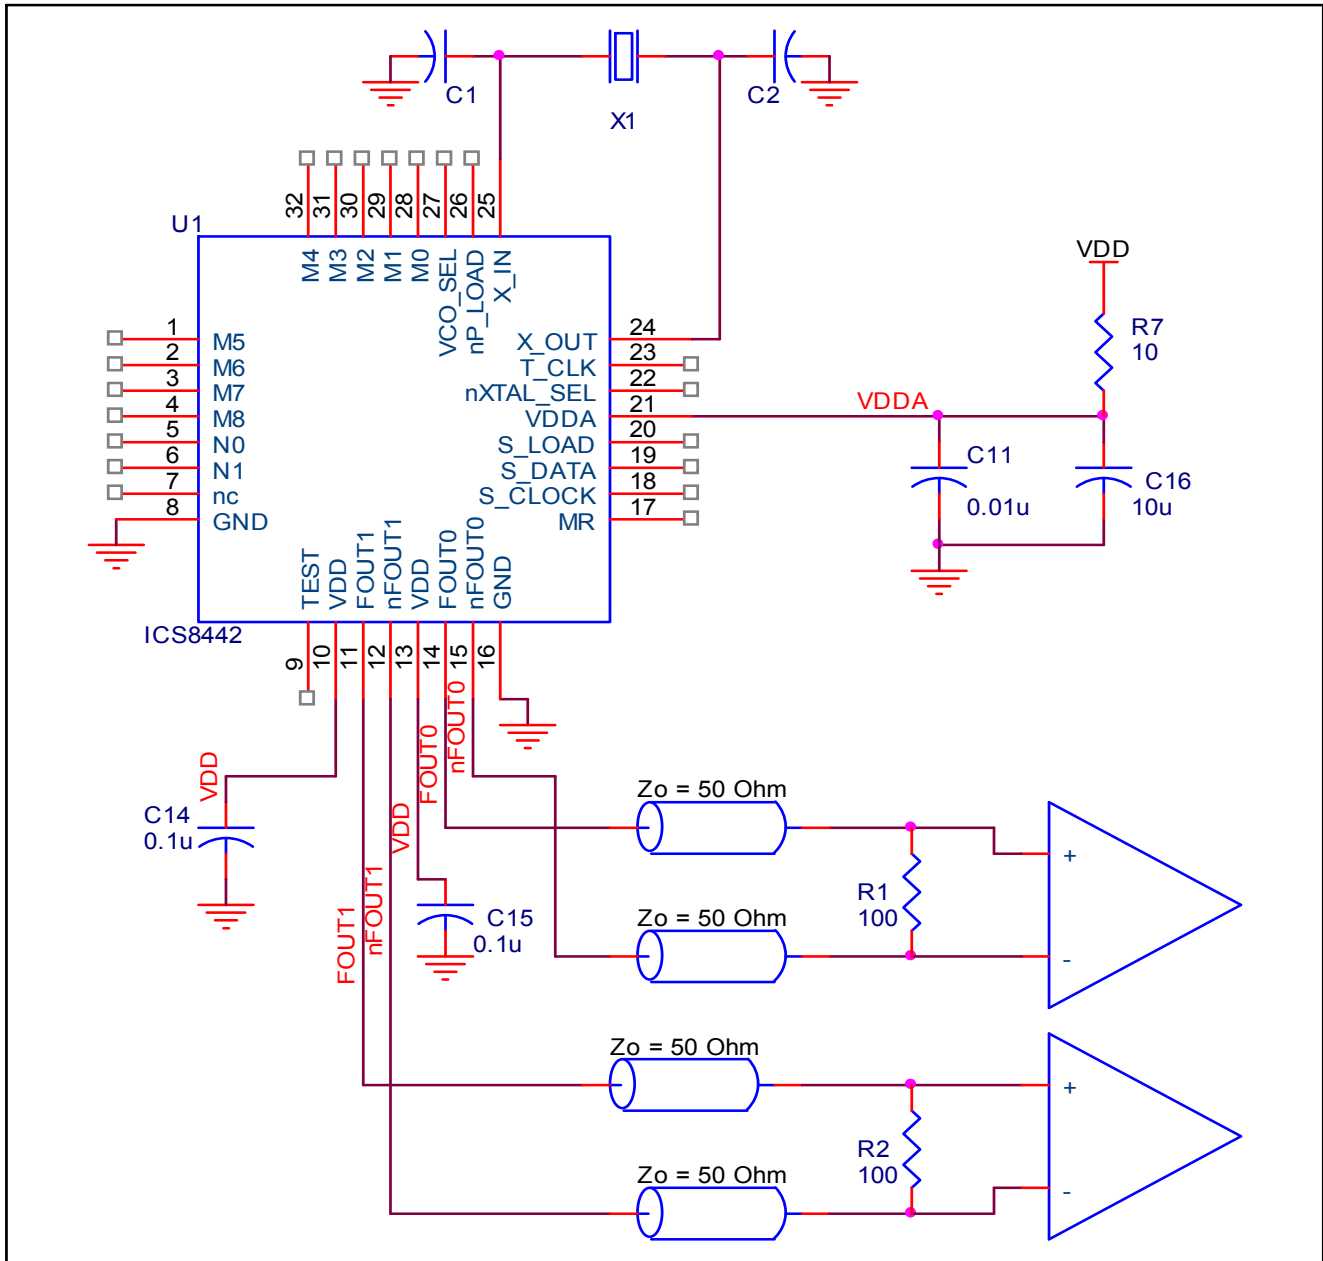 C1
X1
C2
32
31
30
29
28
27
26
25
U1
M4
M3
M2
M1
M0
VCO_SEL
nP_LOAD
X_IN
VDD
R7
10
1
M5
2
M6
3
M7
4
M8
5
N0
6
N1
7
nc
8
GND
X_OUT
24
T_CLK
23
nXTAL_SEL
22
VDDA
21
S_LOAD
20
S_DATA
19
S_CLOCK
18
MR
17
VDDA
C11
0.01u
C16
10u
TEST
VDD
FOUT1
nFOUT1
VDD
FOUT0
nFOUT0
GND
ICS8442
9
10
11
12
13
14
15
16
VDD
C14
0.1u
FOUT1
nFOUT1
VDD
FOUT0
nFOUT0
C15
0.1u
Zo = 50 Ohm
R1
100
+
Zo = 50 Ohm
-
Zo = 50 Ohm
+
R2
100
Zo = 50 Ohm
-